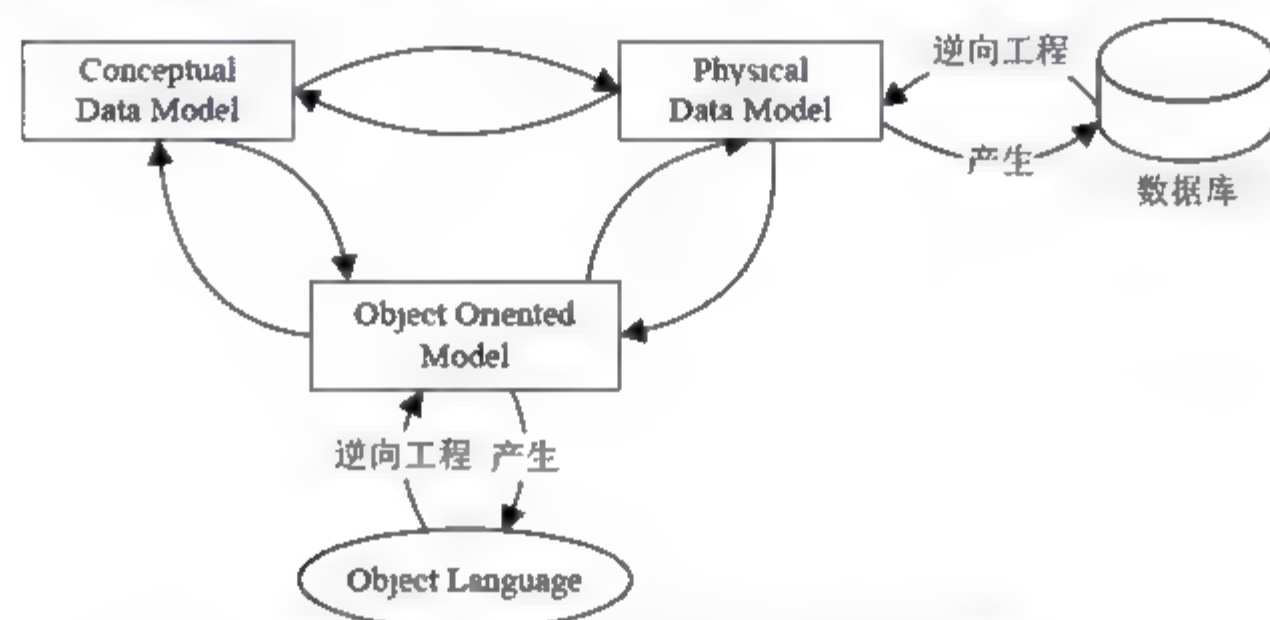 Conceptual
Data Model
Physical
Data Model
逆向工程
产生
数据库
Object Oriented
Model
逆向工程 产生
Object Language